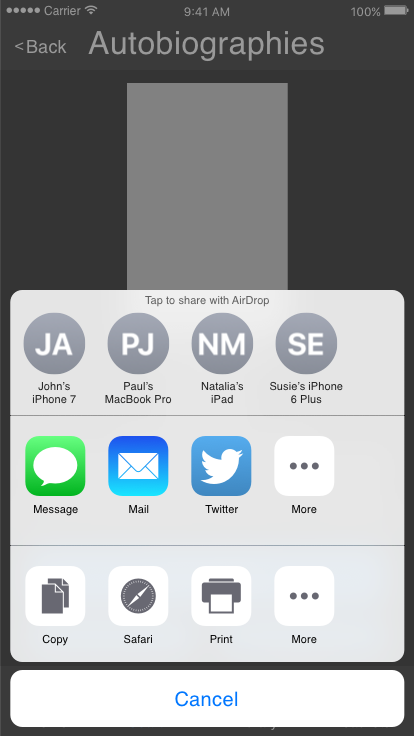 Carrier 9:41 AM 100%
<Back Autobiographies
Tap to share with AirDrop
JA PJ NM SE
John's Paul's Natalia's Susie's iPhone
iPhone 7 MacBook Pro iPad 6 Plus
Message Mail Twitter More
Copy Safari Print More
Cancel